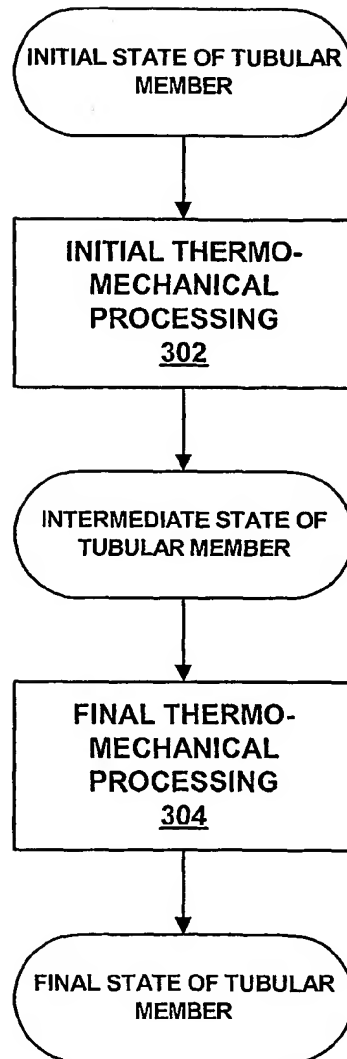 INITIAL STATE OF TUBULAR
MEMBER
INITIAL THERMO-
MECHANICAL
PROCESSING
302
INTERMEDIATE STATE OF
TUBULAR MEMBER
FINAL THERMO-
MECHANICAL
PROCESSING
304
FINAL STATE OF TUBULAR
MEMBER